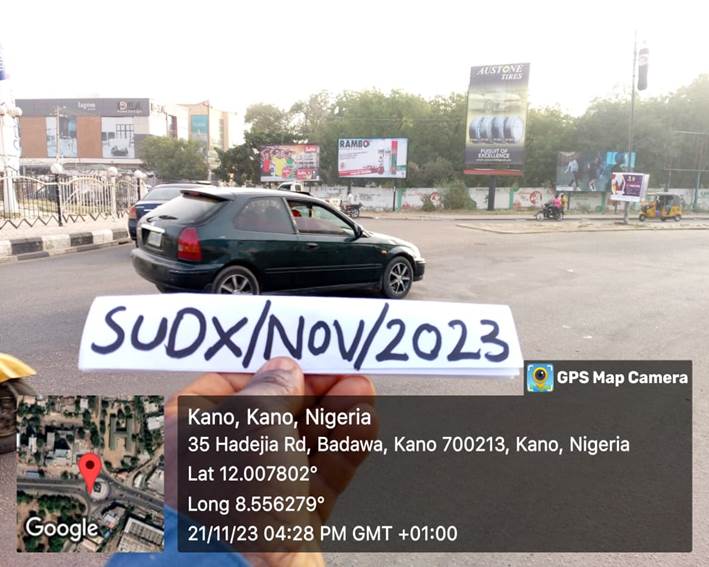 AUSTONE
TIRES
PURSUIT OF
EXCELLENCE
RAMBO
SUDX/NOV/2023
GPS Map Camera
Kano, Kano, Nigeria
35 Hadejia Rd, Badawa, Kano 700213, Kano, Nigeria
Lat 12.007802°
Long 8.556279°
21/11/23 04:28 PM GMT +01:00
Google